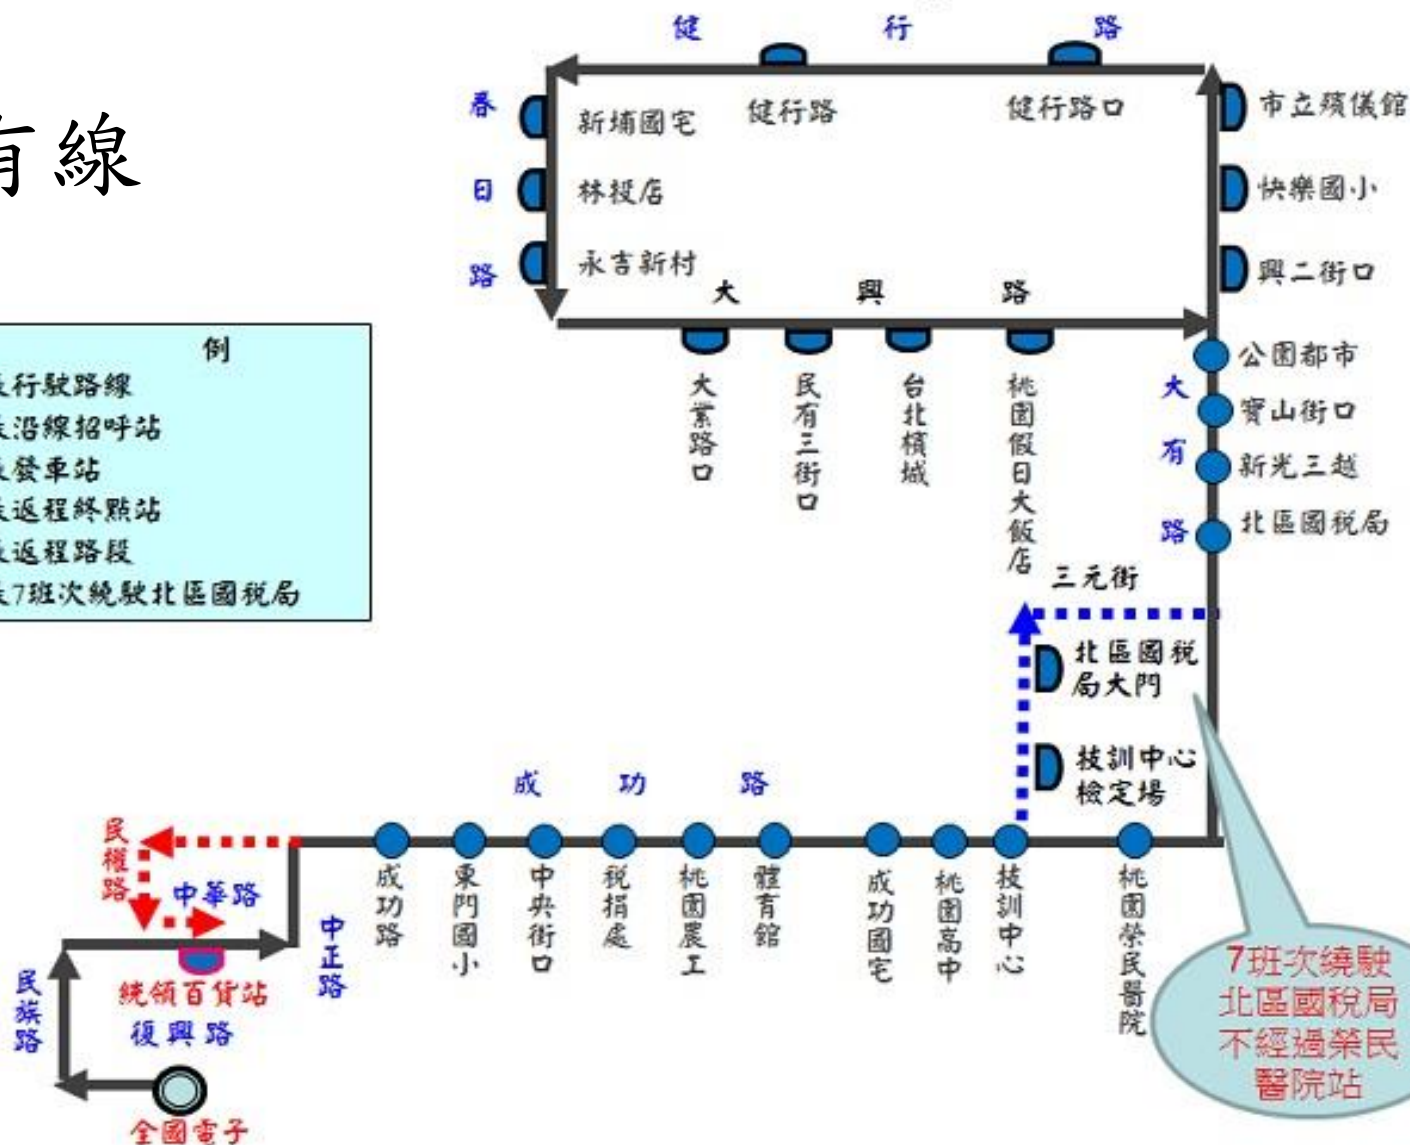 有線
例
行駛路線
沿線招呼站
發車站
返程終點站
返程路段
7班次繞駛北區國稅局
健行路
春日路
健行路
健行路口
新埔國宅
林投店
永吉新村
市立殯儀館
快樂國小
興二街口
大興路
大業路口
民有三街口
台北檳城
桃園假日大飯店
大有路
公園都市
寶山街口
新光三越
北區國稅局
三元街
北區國稅
局大門
技訓中心
檢定場
成功路
成功路
東門國小
中央街口
稅捐處
桃園農工
體育館
成功國宅
桃園高中
技訓中心
桃園榮民醫院
民權路
中華路
中正路
統領百貨站
復興路
民族路
全國電子
7班次繞駛
北區國稅局
不經過榮民
醫院站